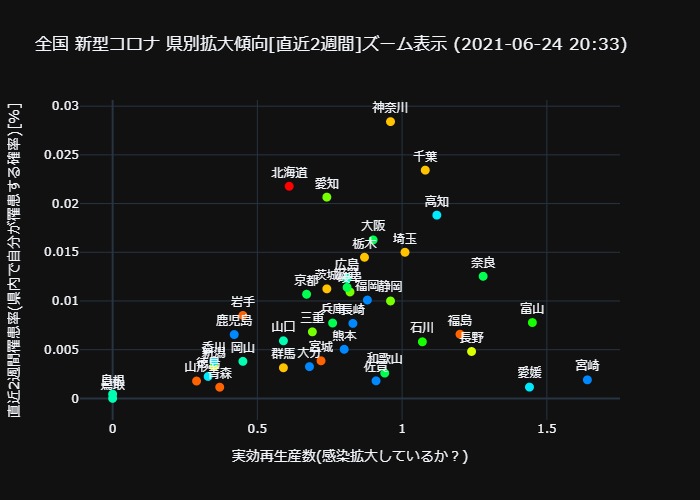 全国 新型コロナ 県別拡大傾向[直近2週間]ズーム表示 (2021-06-24 20:33)
直近2週間罹患率(県内で自分が罹患する確率)[%]
0.03
0.025
0.02
0.015
0.01
0.005
0
神奈川
千葉
北海道
愛知
高知
大阪
栃木
埼玉
広島
奈良
京都
茨城
福岡
静岡
岩手
鹿児島
三重
兵庫
長崎
富山
山口
石川
福島
熊本
長野
新潟
岡山
群馬
大分
宮城
和歌山
佐賀
山形
青森
愛媛
宮崎
島根
鳥取
0
0.5
1
1.5
実効再生産数(感染拡大しているか？)